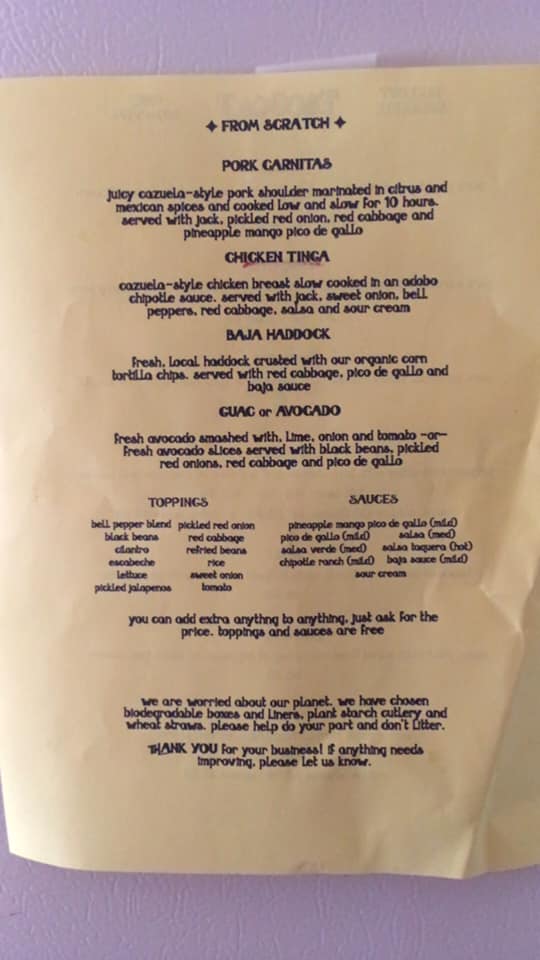 ✦ FROM SCRATCH ✦
PORK CARNITAS
juicy cazuela-style pork shoulder marinated in citrus and
mexican spices and cooked low and slow for 10 hours.
served with jack, pickled red onion, red cabbage and
pineapple mango pico de gallo
CHICKEN TINGA
cazuela-style chicken breast slow cooked in an adobo
chipotle sauce. served with jack, sweet onion, bell
peppers, red cabbage, salsa and sour cream
BAJA HADDOCK
fresh, local haddock crusted with our organic corn
tortilla chips. served with red cabbage, pico de gallo and
baja sauce
GUAC or AVOCADO
fresh avocado smashed with, lime, onion and tomato -or-
fresh avocado slices served with black beans, pickled
red onions, red cabbage and pico de gallo
TOPPINGS
bell pepper blend pickled red onion
black beans red cabbage
cilantro refried beans
escabeche rice
lettuce sweet onion
pickled jalapenos tomato
SAUCES
pineapple mango pico de gallo (mild)
pico de gallo (mild) salsa (med)
salsa verde (med) salsa taquera (hot)
chipotle ranch (mild) baja sauce (mild)
sour cream
you can add extra anythng to anything, just ask for the
price. toppings and sauces are free
we are worried about our planet. we have chosen
biodegradable boxes and liners, plant starch cutlery and
wheat straws. please help do your part and don't litter.
THANK YOU for your business! if anything needs
improving, please let us know.